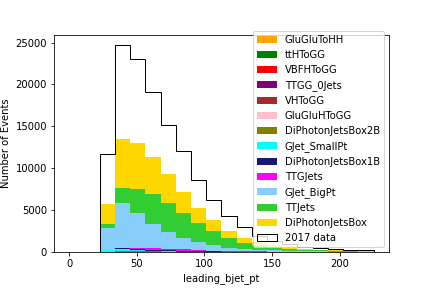 25000
20000
15000
10000
5000
0
Number of Events
0
50
100
150
200
leading_bjet_pt
GluGluToHH
ttHToGG
VBFHToGG
TTGG_0Jets
VHToGG
GluGluHToGG
DiPhotonJetsBox2B
GJet_SmallPt
DiPhotonJetsBox1B
TTGJets
GJet_BigPt
TTJets
DiPhotonJetsBox
2017 data